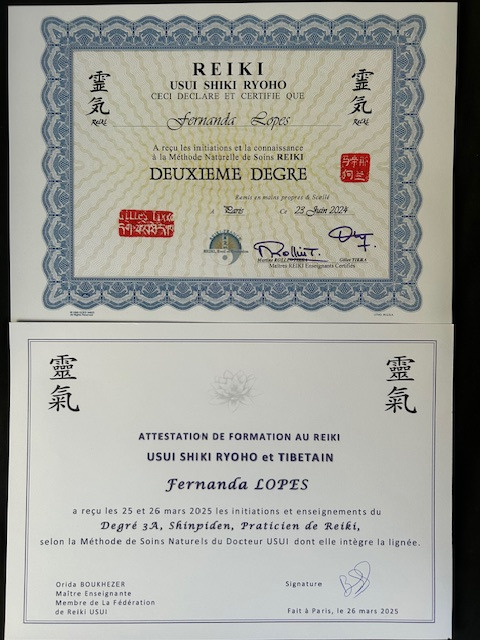 靈
気
REIKI
靈
気
REIKI
REIKI
USUI SHIKI RYOHO
CECI DECLARE ET CERTIFIE QUE
Fernanda Lopes
A reçu les initiations et la connaissance
à la Méthode Naturelle de Soins REIKI
DEUXIEME DEGRE
Remis en mains propres & Scellé
A Paris Ce 23 Juin 2024
Maîtres REIKI Enseignants Certifiés
靈
氣
靈
氣
ATTESTATION DE FORMATION AU REIKI
USUI SHIKI RYOHO et TIBETAIN
Fernanda LOPES
a reçu les 25 et 26 mars 2025 les initiations et enseignements du
Degré 3A, Shinpiden, Praticien de Reiki,
selon la Méthode de Soins Naturels du Docteur USUI dont elle intègre la lignée.
Orida BOUKHEZER
Maître Enseignante
Membre de La Fédération
de Reiki USUI
Signature
Fait à Paris, le 26 mars 2025